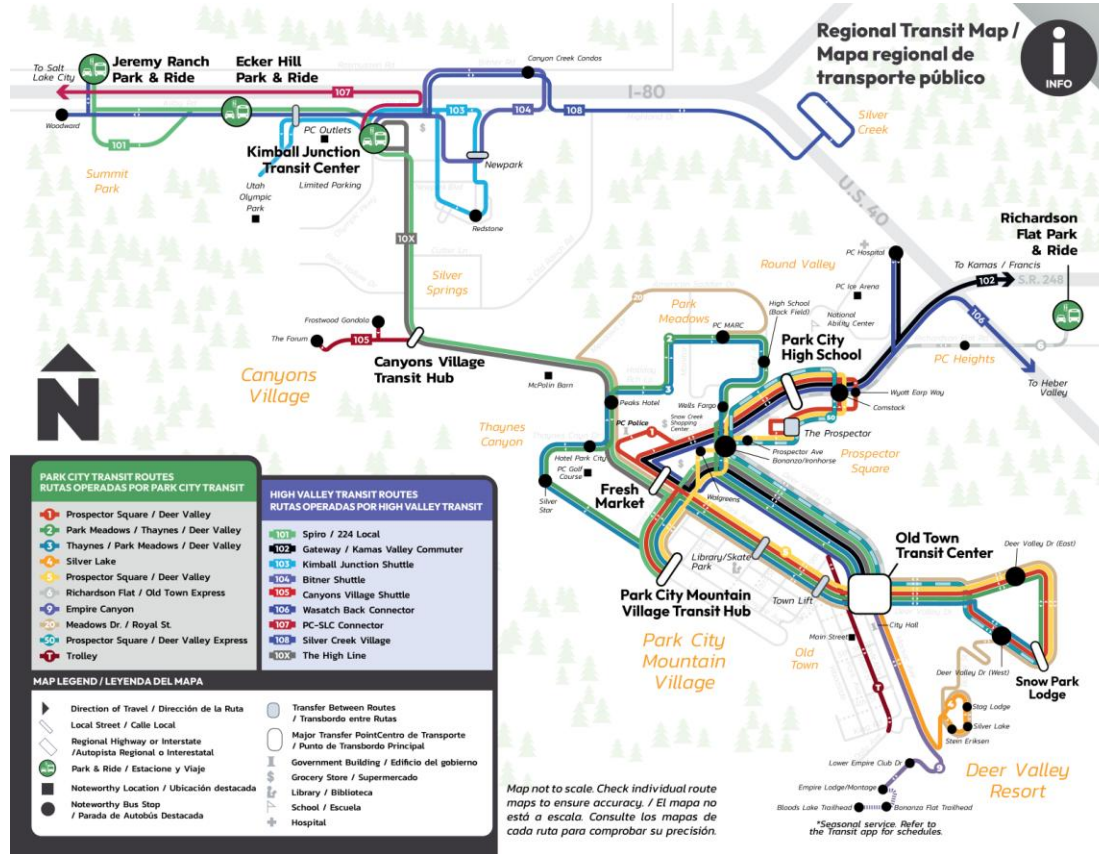 Regional Transit Map /
Mapa regional de
transporte público
i
INFO
To Salt
Lake City
Jeremy Ranch
Park & Ride
Ecker Hill
Park & Ride
107
Canyon Creek Condos
I-80
Woodward
101
PC Outlets
103
104
108
Silver
Creek
Kimball Junction
Transit Center
Limited Parking
$
Newpark
Summit
Park
Utah
Olympic
Park
Redstone
U.S. 40
10X
Silver
Springs
Richardson
Flat Park
& Ride
PC Hospital
Round Valley
To Kamas / Francis
102
S.R. 248
PC Ice Arena
National
Ability Center
20
Park
Meadows
High School
(Back Field)
106
Frostwood Gondola
The Forum
105
Canyons Village
Transit Hub
2
PC MARC
Park City
High School
6
PC Heights
To Heber
Valley
Canyons
Village
McPolin Barn
3
Peaks Hotel
Wells Fargo
Wyatt Earp Way
Comstock
N
Thaynes
Canyon
PC Police
1
Snow Creek
Shopping
Center
$
50
The Prospector
Prospector
Square
Hotel Park City
PC Golf
Course
Prospector Ave
Bonanza/Ironhorse
$
Silver
Star
Fresh
Market
Walgreens
Old Town
Transit Center
Deer Valley Dr (East)
Library/Skate
Park
5
Park City Mountain
Village Transit Hub
Town Lift
City Hall
Main Street
Park City
Mountain
Village
Old
Town
Deer Valley Dr (West)
Snow Park
Lodge
T
4
Stag Lodge
Silver Lake
Stein Eriksen
Lower Empire Club Dr
9
Deer Valley
Resort
Empire Lodge/Montage
Bloods Lake Trailhead
Bonanza Flat Trailhead
*Seasonal service. Refer to
the Transit app for schedules.
Map not to scale. Check individual route
maps to ensure accuracy. / El mapa no
está a escala. Consulte los mapas de
cada ruta para comprobar su precisión.
PARK CITY TRANSIT ROUTES
RUTAS OPERADAS POR PARK CITY TRANSIT
1 Prospector Square / Deer Valley
2 Park Meadows / Thaynes / Deer Valley
3 Thaynes / Park Meadows / Deer Valley
4 Silver Lake
5 Prospector Square / Deer Valley
6 Richardson Flat / Old Town Express
9 Empire Canyon
20 Meadows Dr. / Royal St.
50 Prospector Square / Deer Valley Express
T Trolley
HIGH VALLEY TRANSIT ROUTES
RUTAS OPERADAS POR HIGH VALLEY TRANSIT
101 Spiro / 224 Local
102 Gateway / Kamas Valley Commuter
103 Kimball Junction Shuttle
104 Bitner Shuttle
105 Canyons Village Shuttle
106 Wasatch Back Connector
107 PC-SLC Connector
108 Silver Creek Village
10X The High Line
MAP LEGEND / LEYENDA DEL MAPA
Direction of Travel / Dirección de la Ruta
Local Street / Calle Local
Regional Highway or Interstate
/Autopista Regional o Interestatal
Park & Ride / Estacione y Viaje
Noteworthy Location / Ubicación destacada
Noteworthy Bus Stop
/ Parada de Autobús Destacada
Transfer Between Routes
/ Transbordo entre Rutas
Major Transfer PointCentro de Transporte
/ Punto de Transbordo Principal
Government Building / Edificio del gobierno
$ Grocery Store / Supermercado
Library / Biblioteca
School / Escuela
Hospital